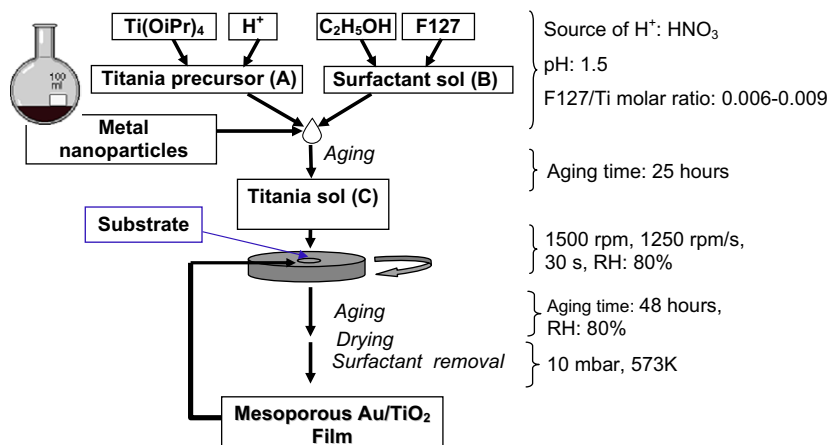 Ti(OiPr)₄
H⁺
C₂H₅OH
F127
Titania precursor (A)
Surfactant sol (B)
100
ml
Metal
nanoparticles
Aging
Titania sol (C)
Substrate
Aging
Drying
Surfactant removal
Mesoporous Au/TiO₂
Film
Source of H⁺: HNO₃
pH: 1.5
F127/Ti molar ratio: 0.006-0.009
Aging time: 25 hours
1500 rpm, 1250 rpm/s,
30 s, RH: 80%
Aging time: 48 hours,
RH: 80%
10 mbar, 573K